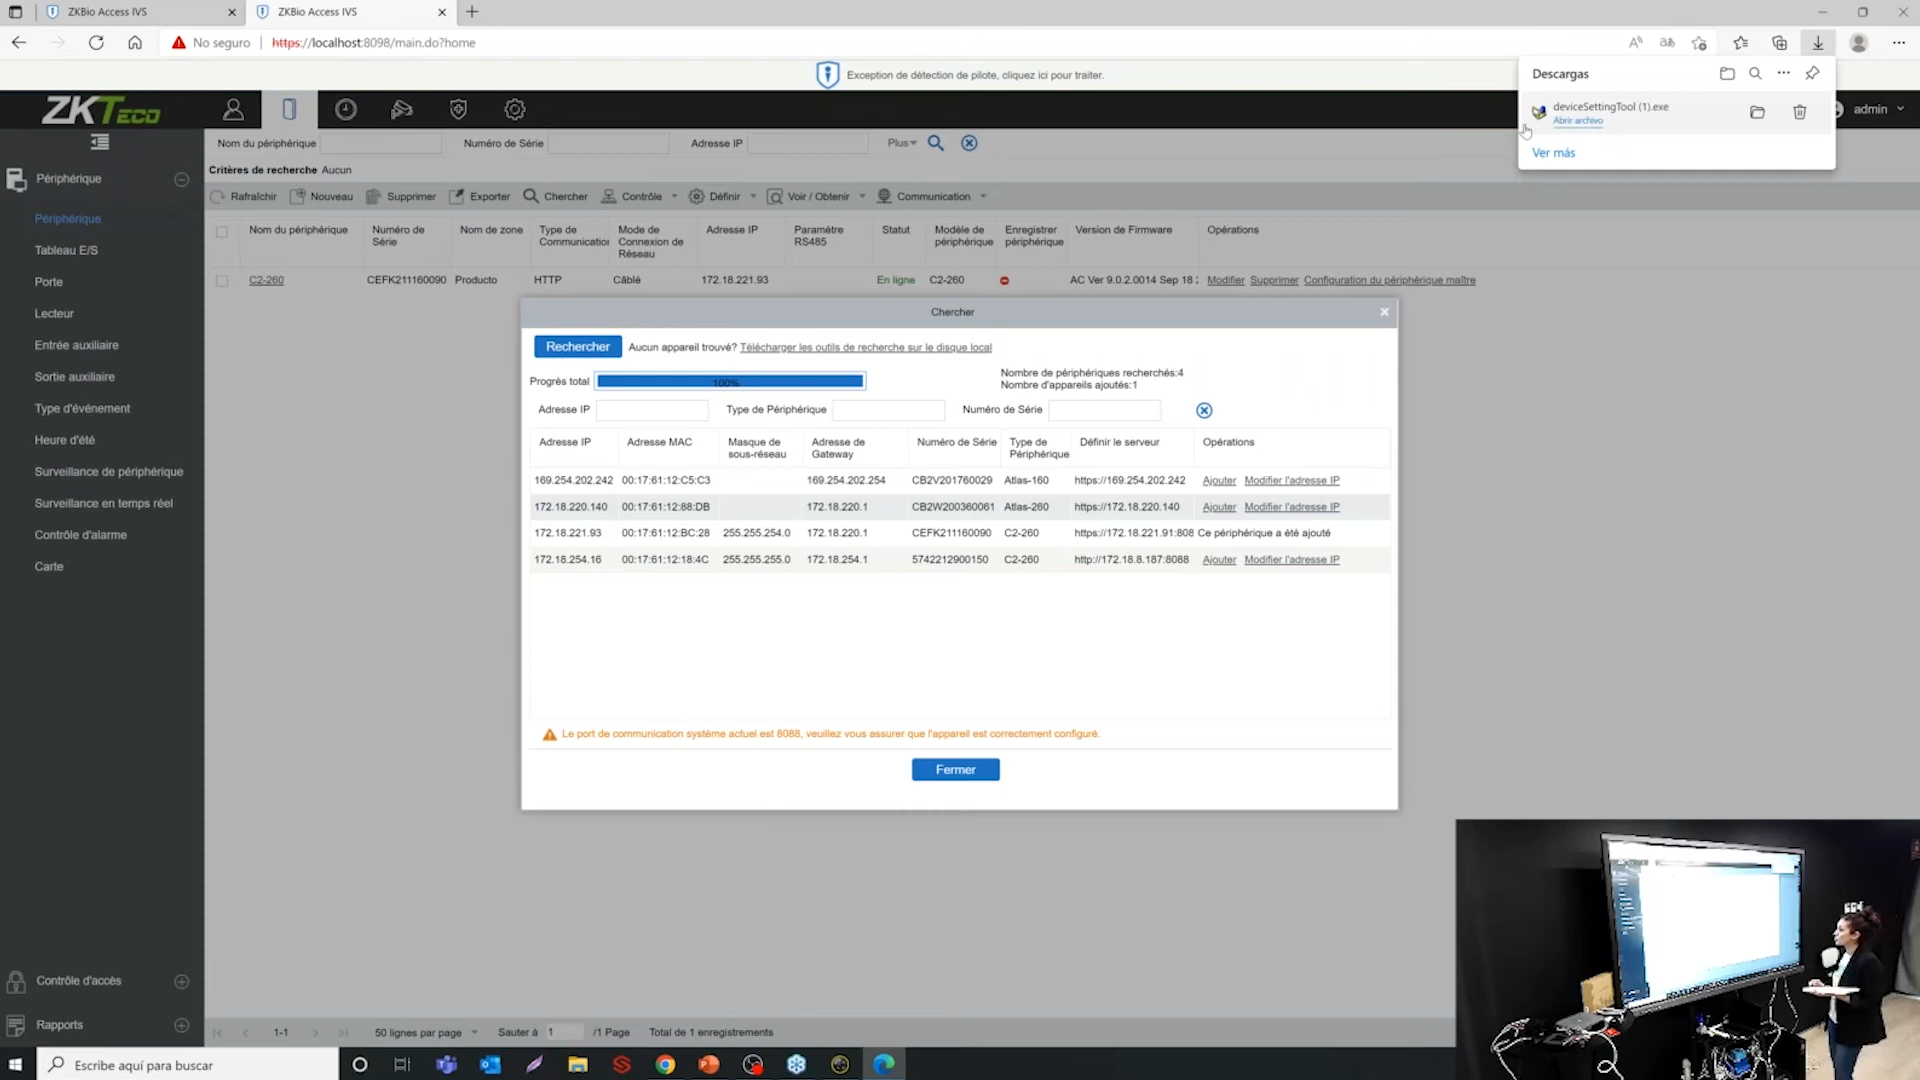 ZKBio Access IVS
ZKBio Access IVS
No seguro
https://localhost:8098/main.do?home
Exception de détection de pilote, cliquez ici pour traiter.
Descargas
deviceSettingTool (1).exe
Abrir archivo
Ver más
ZKTeco
admin
Nom du périphérique
Numéro de Série
Adresse IP
Plus
Critères de recherche Aucun
Rafraîchir
Nouveau
Supprimer
Exporter
Chercher
Contrôle
Définir
Voir / Obtenir
Communication
Nom du périphérique
Numéro de Série
Nom de zone
Type de Communication
Mode de Connexion de Réseau
Adresse IP
Paramètre RS485
Statut
Modèle de périphérique
Enregistrer périphérique
Version de Firmware
Opérations
C2-260 CEFK211160090 Producto HTTP Câblé 172.18.221.93 En ligne C2-260 AC Ver 9.0.2.0014 Sep 18 Modifier Supprimer Configuration du périphérique maître
Périphérique
Périphérique
Tableau E/S
Porte
Lecteur
Entrée auxiliaire
Sortie auxiliaire
Type d'événement
Heure d'été
Surveillance de périphérique
Surveillance en temps réel
Contrôle d'alarme
Carte
Contrôle d'accès
Rapports
Chercher
Rechercher
Aucun appareil trouvé? Télécharger les outils de recherche sur le disque local
Progrès total
100%
Nombre de périphériques recherchés:4
Nombre d'appareils ajoutés:1
Adresse IP
Type de Périphérique
Numéro de Série
Adresse IP
Adresse MAC
Masque de sous-réseau
Adresse de Gateway
Numéro de Série
Type de Périphérique
Définir le serveur
Opérations
169.254.202.242 00:17:61:12:C5:C3 169.254.202.254 CB2V201760029 Atlas-160 https://169.254.202.242 Ajouter Modifier l'adresse IP
172.18.220.140 00:17:61:12:88:DB 172.18.220.1 CB2W200360061 Atlas-260 https://172.18.220.140 Ajouter Modifier l'adresse IP
172.18.221.93 00:17:61:12:BC:28 255.255.254.0 172.18.220.1 CEFK211160090 C2-260 https://172.18.221.91:808 Ce périphérique a été ajouté
172.18.254.16 00:17:61:12:18:4C 255.255.255.0 172.18.254.1 5742212900150 C2-260 http://172.18.8.187:8088 Ajouter Modifier l'adresse IP
Le port de communication système actuel est 8088, veuillez vous assurer que l'appareil est correctement configuré.
Fermer
1-1
50 lignes par page
Sauter à 1 /1 Page
Total de 1 enregistrements
Escribe aquí para buscar